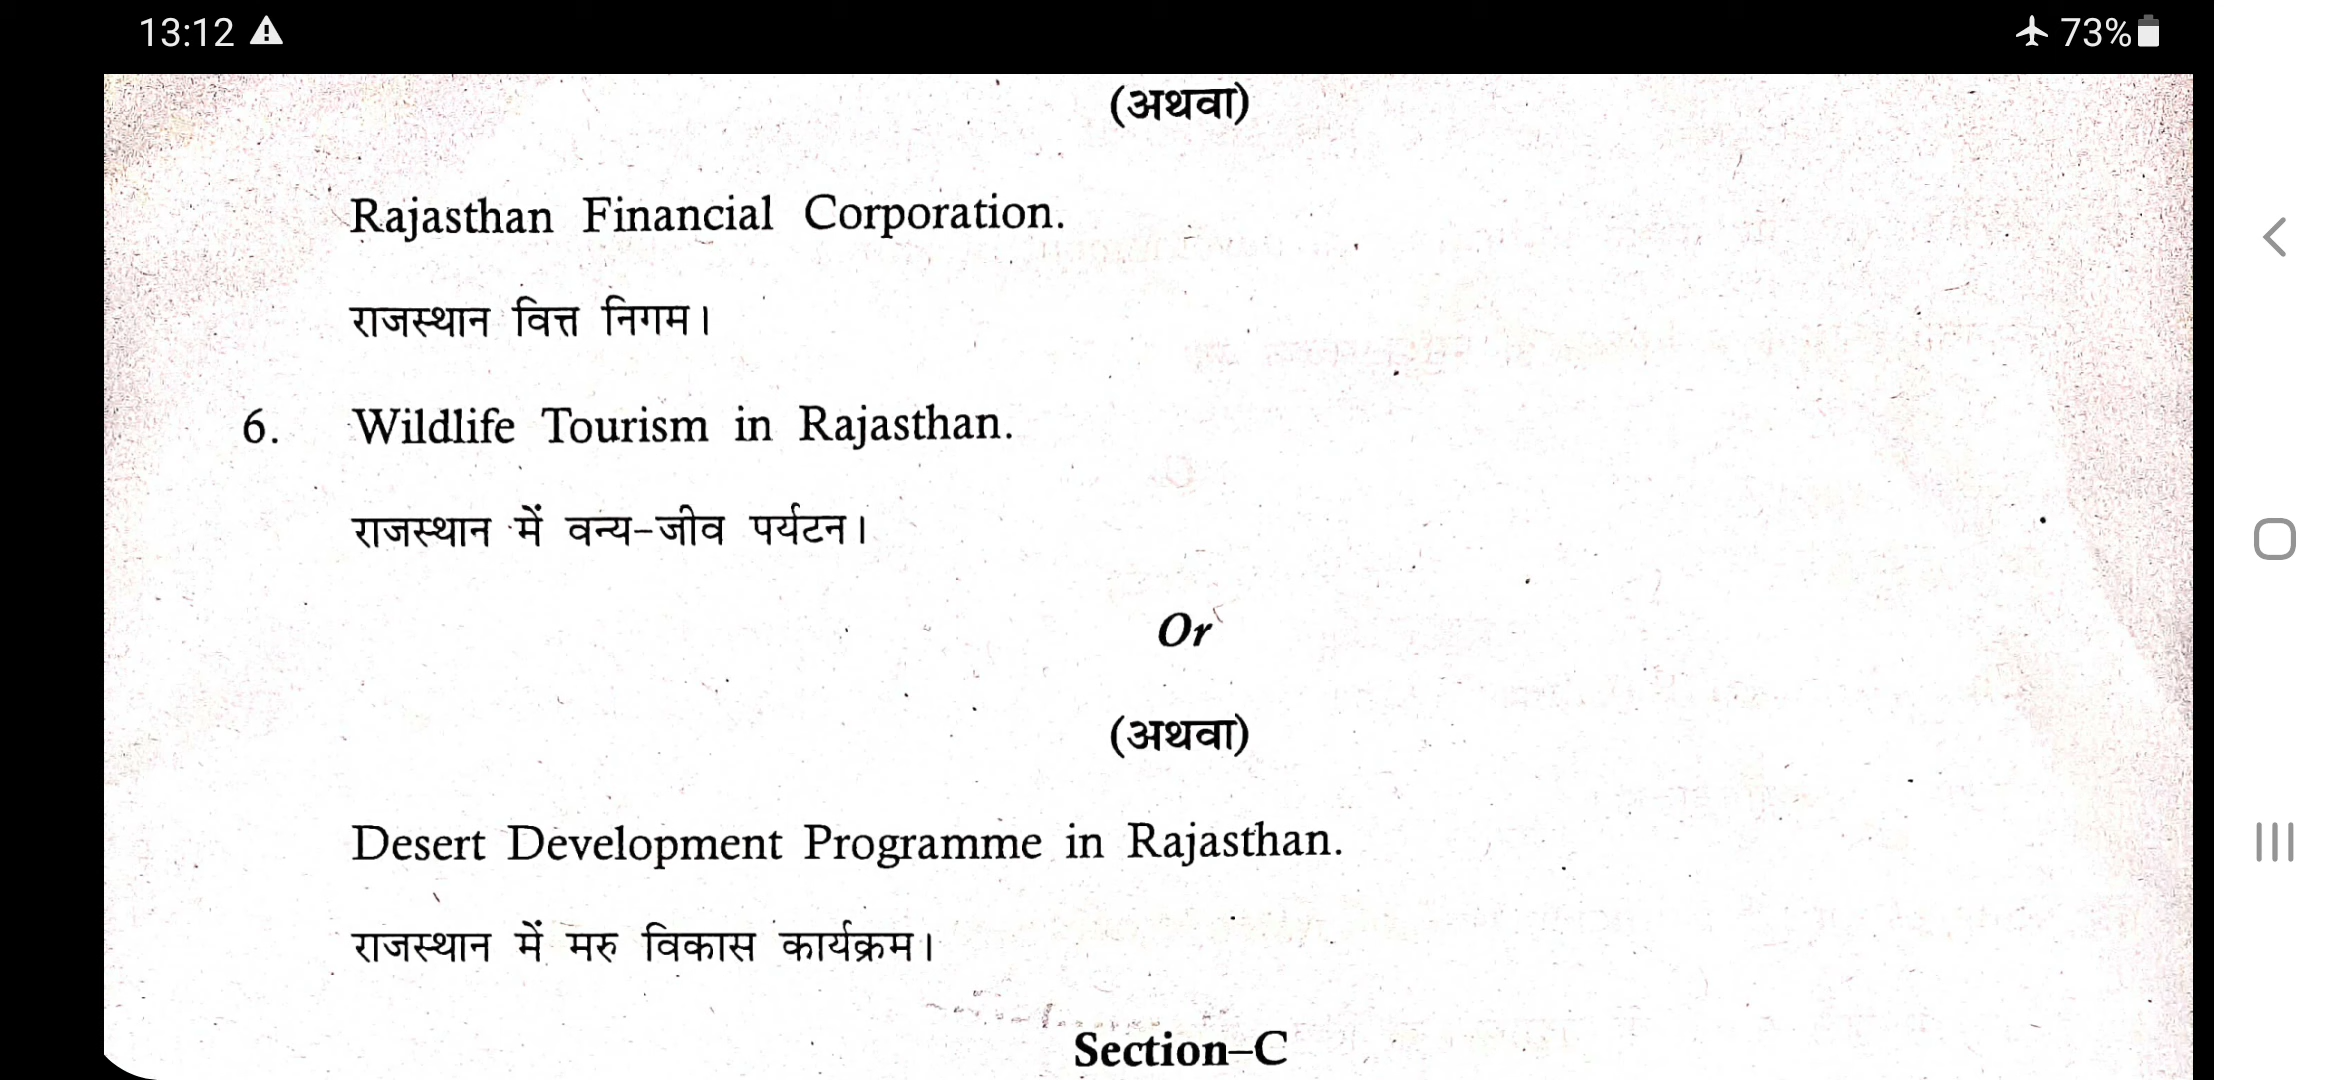 13:12
73%
(अथवा)
Rajasthan Financial Corporation.
राजस्थान वित्त निगम।
6. Wildlife Tourism in Rajasthan.
राजस्थान में वन्य-जीव पर्यटन।
Or
(अथवा)
Desert Development Programme in Rajasthan.
राजस्थान में मरु विकास कार्यक्रम।
Section–C